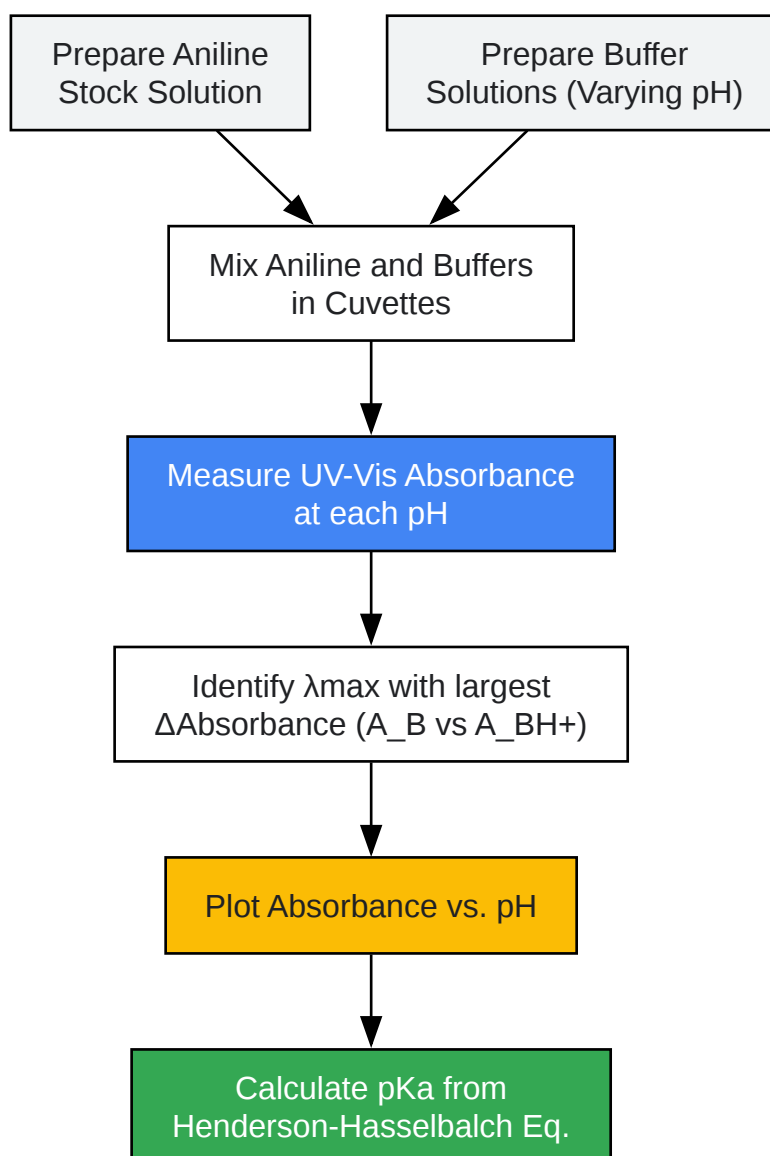 Prepare Aniline
Stock Solution
Prepare Buffer
Solutions (Varying pH)
Mix Aniline and Buffers
in Cuvettes
Measure UV-Vis Absorbance
at each pH
Identify λmax with largest
ΔAbsorbance (A_B vs A_BH+)
Plot Absorbance vs. pH
Calculate pKa from
Henderson-Hasselbalch Eq.